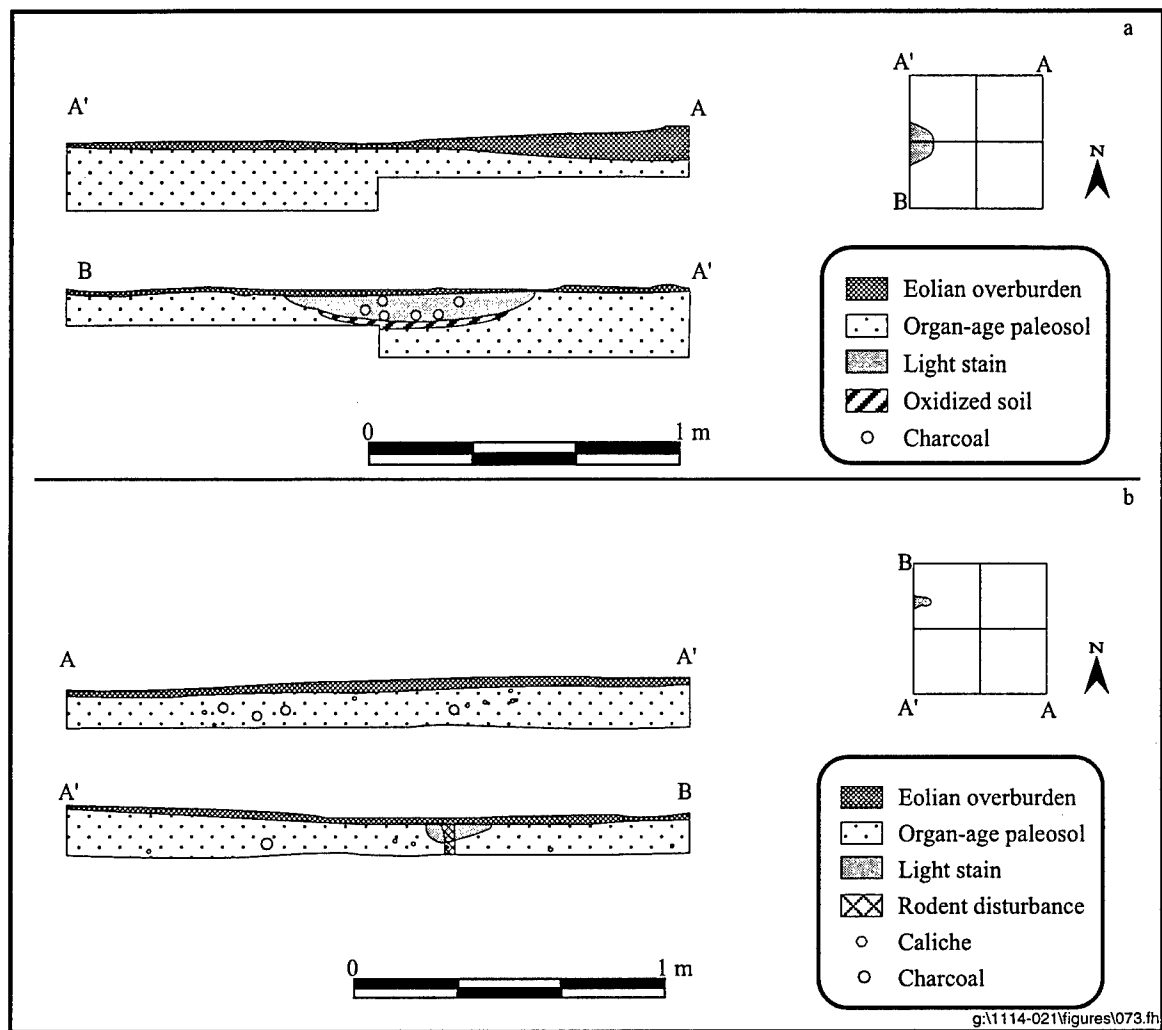 a
A' A
A' A
B
N
B A'
0 1 m
Eolian overburden
Organ-age paleosol
Light stain
Oxidized soil
Charcoal
b
B
A' A
N
A A'
A' B
0 1 m
Eolian overburden
Organ-age paleosol
Light stain
Rodent disturbance
Caliche
Charcoal
g:\1114-021\figures\073.fh